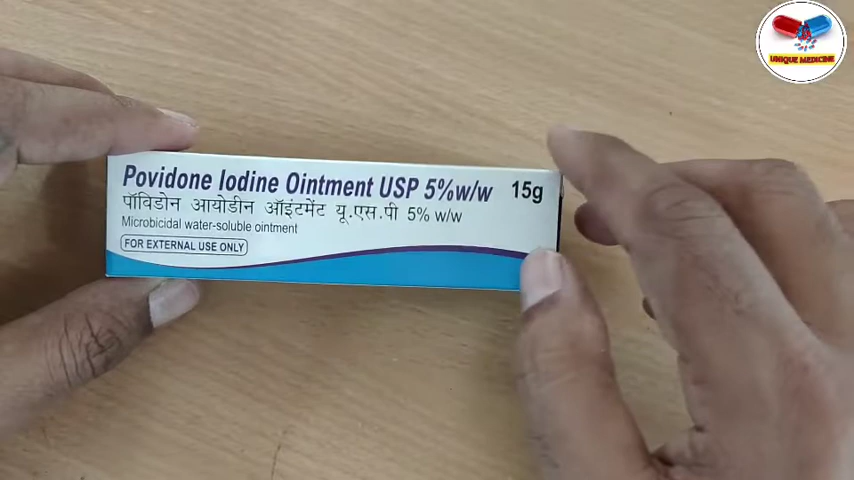 UNIQUE MEDICINE
Povidone Iodine Ointment USP 5%w/w 15g
पॉविडोन आयोडीन ऑइंटमेंट यू.एस.पी. 5% w/w
Microbicidal water-soluble ointment
FOR EXTERNAL USE ONLY